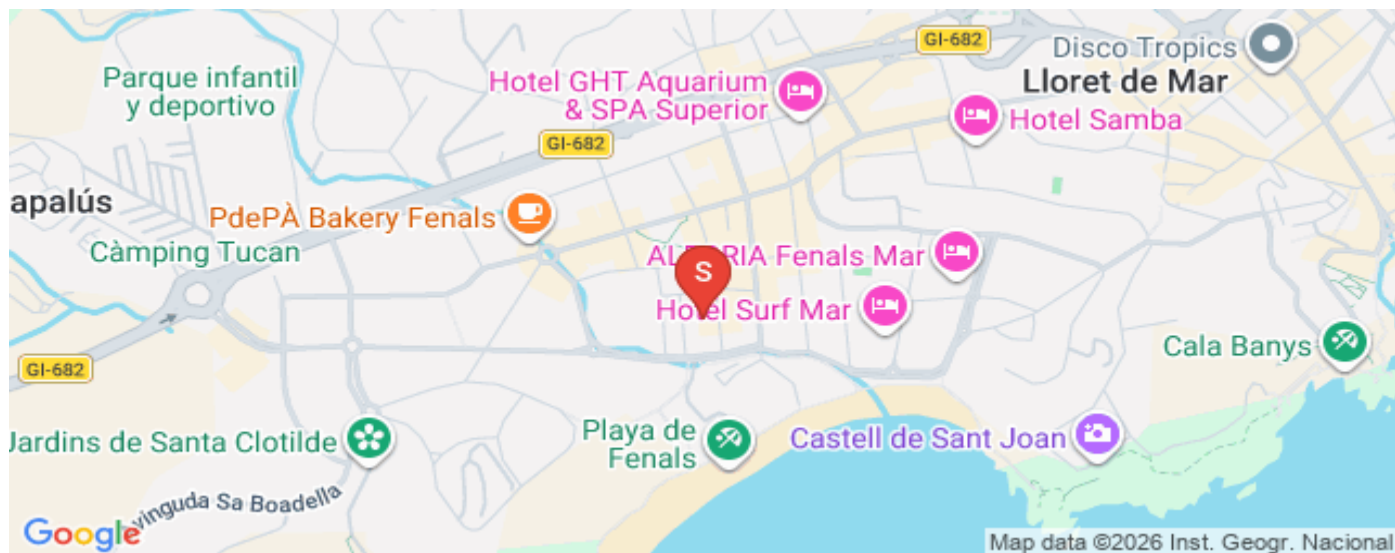 GI-682
Disco Tropics
Lloret de Mar
Parque infantil
y deportivo
Hotel GHT Aquarium
& SPA Superior
Hotel Samba
GI-682
apalús
PdePÀ Bakery Fenals
Càmping Tucan
Fenals Mar
S
Hotel Surf Mar
Cala Banys
GI-682
Jardins de Santa Clotilde
Playa de
Fenals
Castell de Sant Joan
vinguda Sa Boadella
Google
Map data ©2026 Inst. Geogr. Nacional